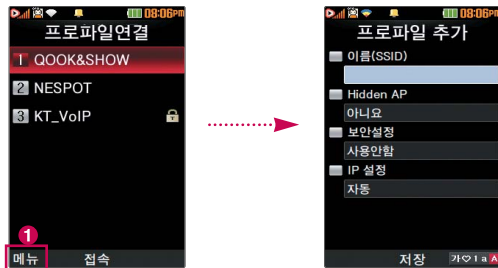 08:06PM
프로파일연결
1 QOOK&SHOW
2 NESPOT
3 KT_VoIP
1
메뉴 접속
08:06PM
프로파일 추가
이름(SSID)
Hidden AP
아니요
보안설정
사용안함
IP 설정
자동
저장 가♡1aA